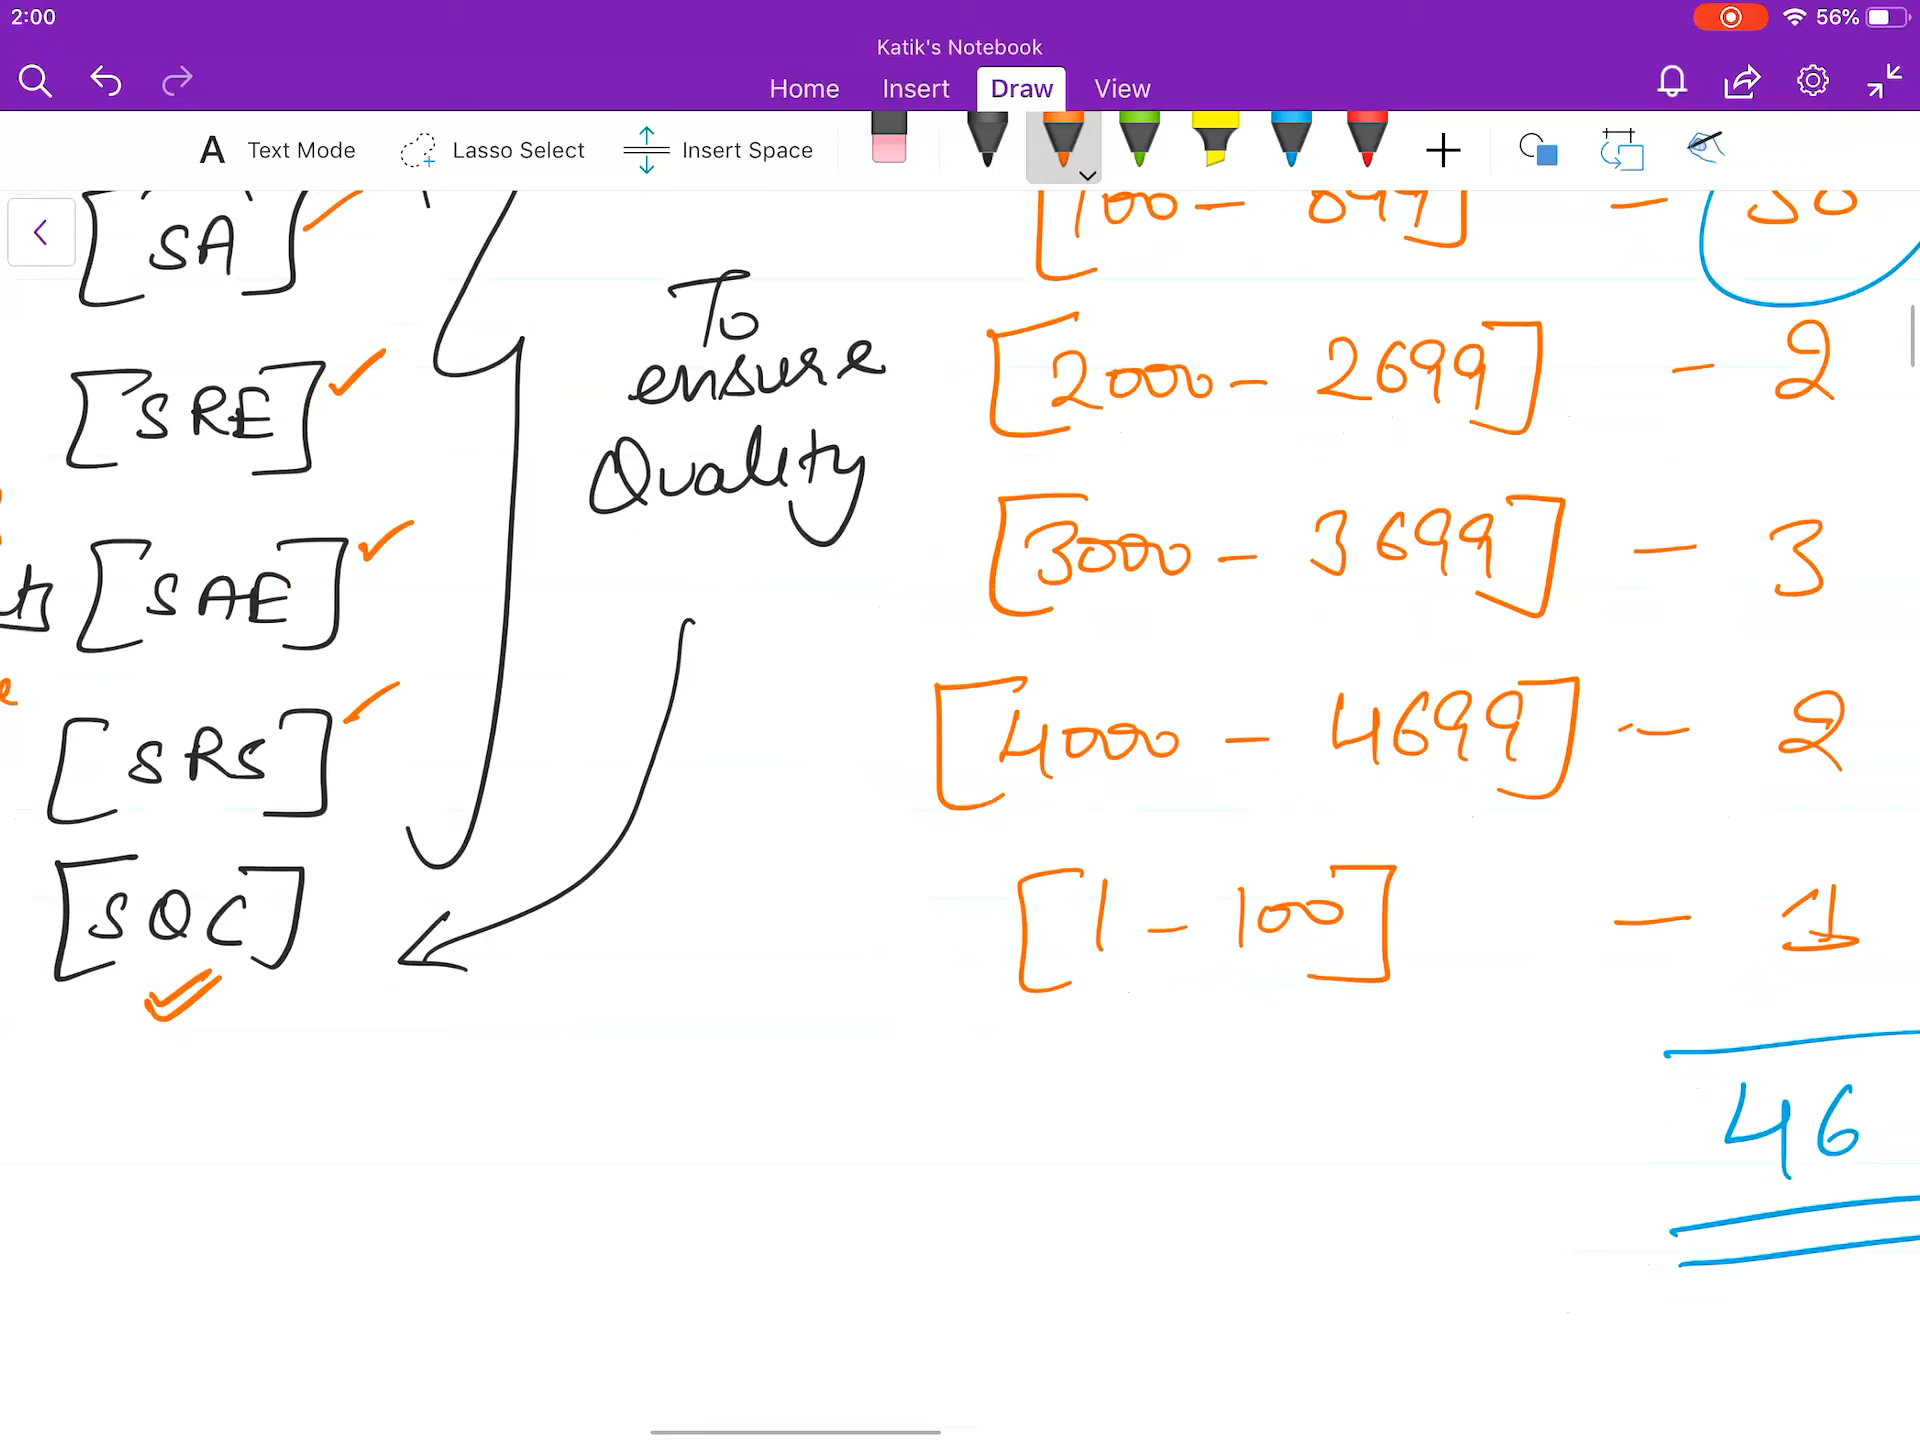 2:00
56%
Katik's Notebook
Home Insert Draw View
A Text Mode Lasso Select Insert Space
[SA]
[SRE]
[SAE]
[SRS]
[SQC]
To
ensure
Quality
[2000 - 2699] - 2
[3000 - 3699] - 3
[4000 - 4699] - 2
[1 - 100] - 1
46